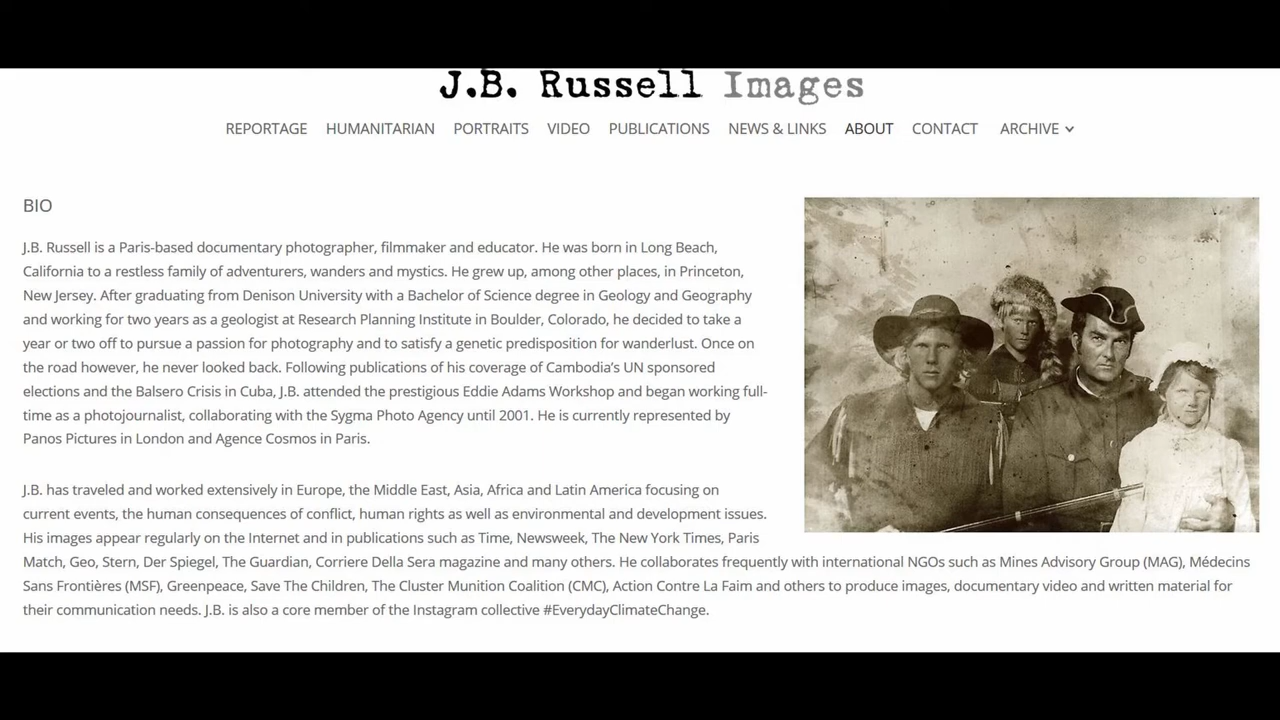 J.B. Russell Images
REPORTAGE HUMANITARIAN PORTRAITS VIDEO PUBLICATIONS NEWS & LINKS ABOUT CONTACT ARCHIVE
BIO
J.B. Russell is a Paris-based documentary photographer, filmmaker and educator. He was born in Long Beach,
California to a restless family of adventurers, wanders and mystics. He grew up, among other places, in Princeton,
New Jersey. After graduating from Denison University with a Bachelor of Science degree in Geology and Geography
and working for two years as a geologist at Research Planning Institute in Boulder, Colorado, he decided to take a
year or two off to pursue a passion for photography and to satisfy a genetic predisposition for wanderlust. Once on
the road however, he never looked back. Following publications of his coverage of Cambodia’s UN sponsored
elections and the Balsero Crisis in Cuba, J.B. attended the prestigious Eddie Adams Workshop and began working full-
time as a photojournalist, collaborating with the Sygma Photo Agency until 2001. He is currently represented by
Panos Pictures in London and Agence Cosmos in Paris.
J.B. has traveled and worked extensively in Europe, the Middle East, Asia, Africa and Latin America focusing on
current events, the human consequences of conflict, human rights as well as environmental and development issues.
His images appear regularly on the Internet and in publications such as Time, Newsweek, The New York Times, Paris
Match, Geo, Stern, Der Spiegel, The Guardian, Corriere Della Sera magazine and many others. He collaborates frequently with international NGOs such as Mines Advisory Group (MAG), Médecins
Sans Frontières (MSF), Greenpeace, Save The Children, The Cluster Munition Coalition (CMC), Action Contre La Faim and others to produce images, documentary video and written material for
their communication needs. J.B. is also a core member of the Instagram collective #EverydayClimateChange.